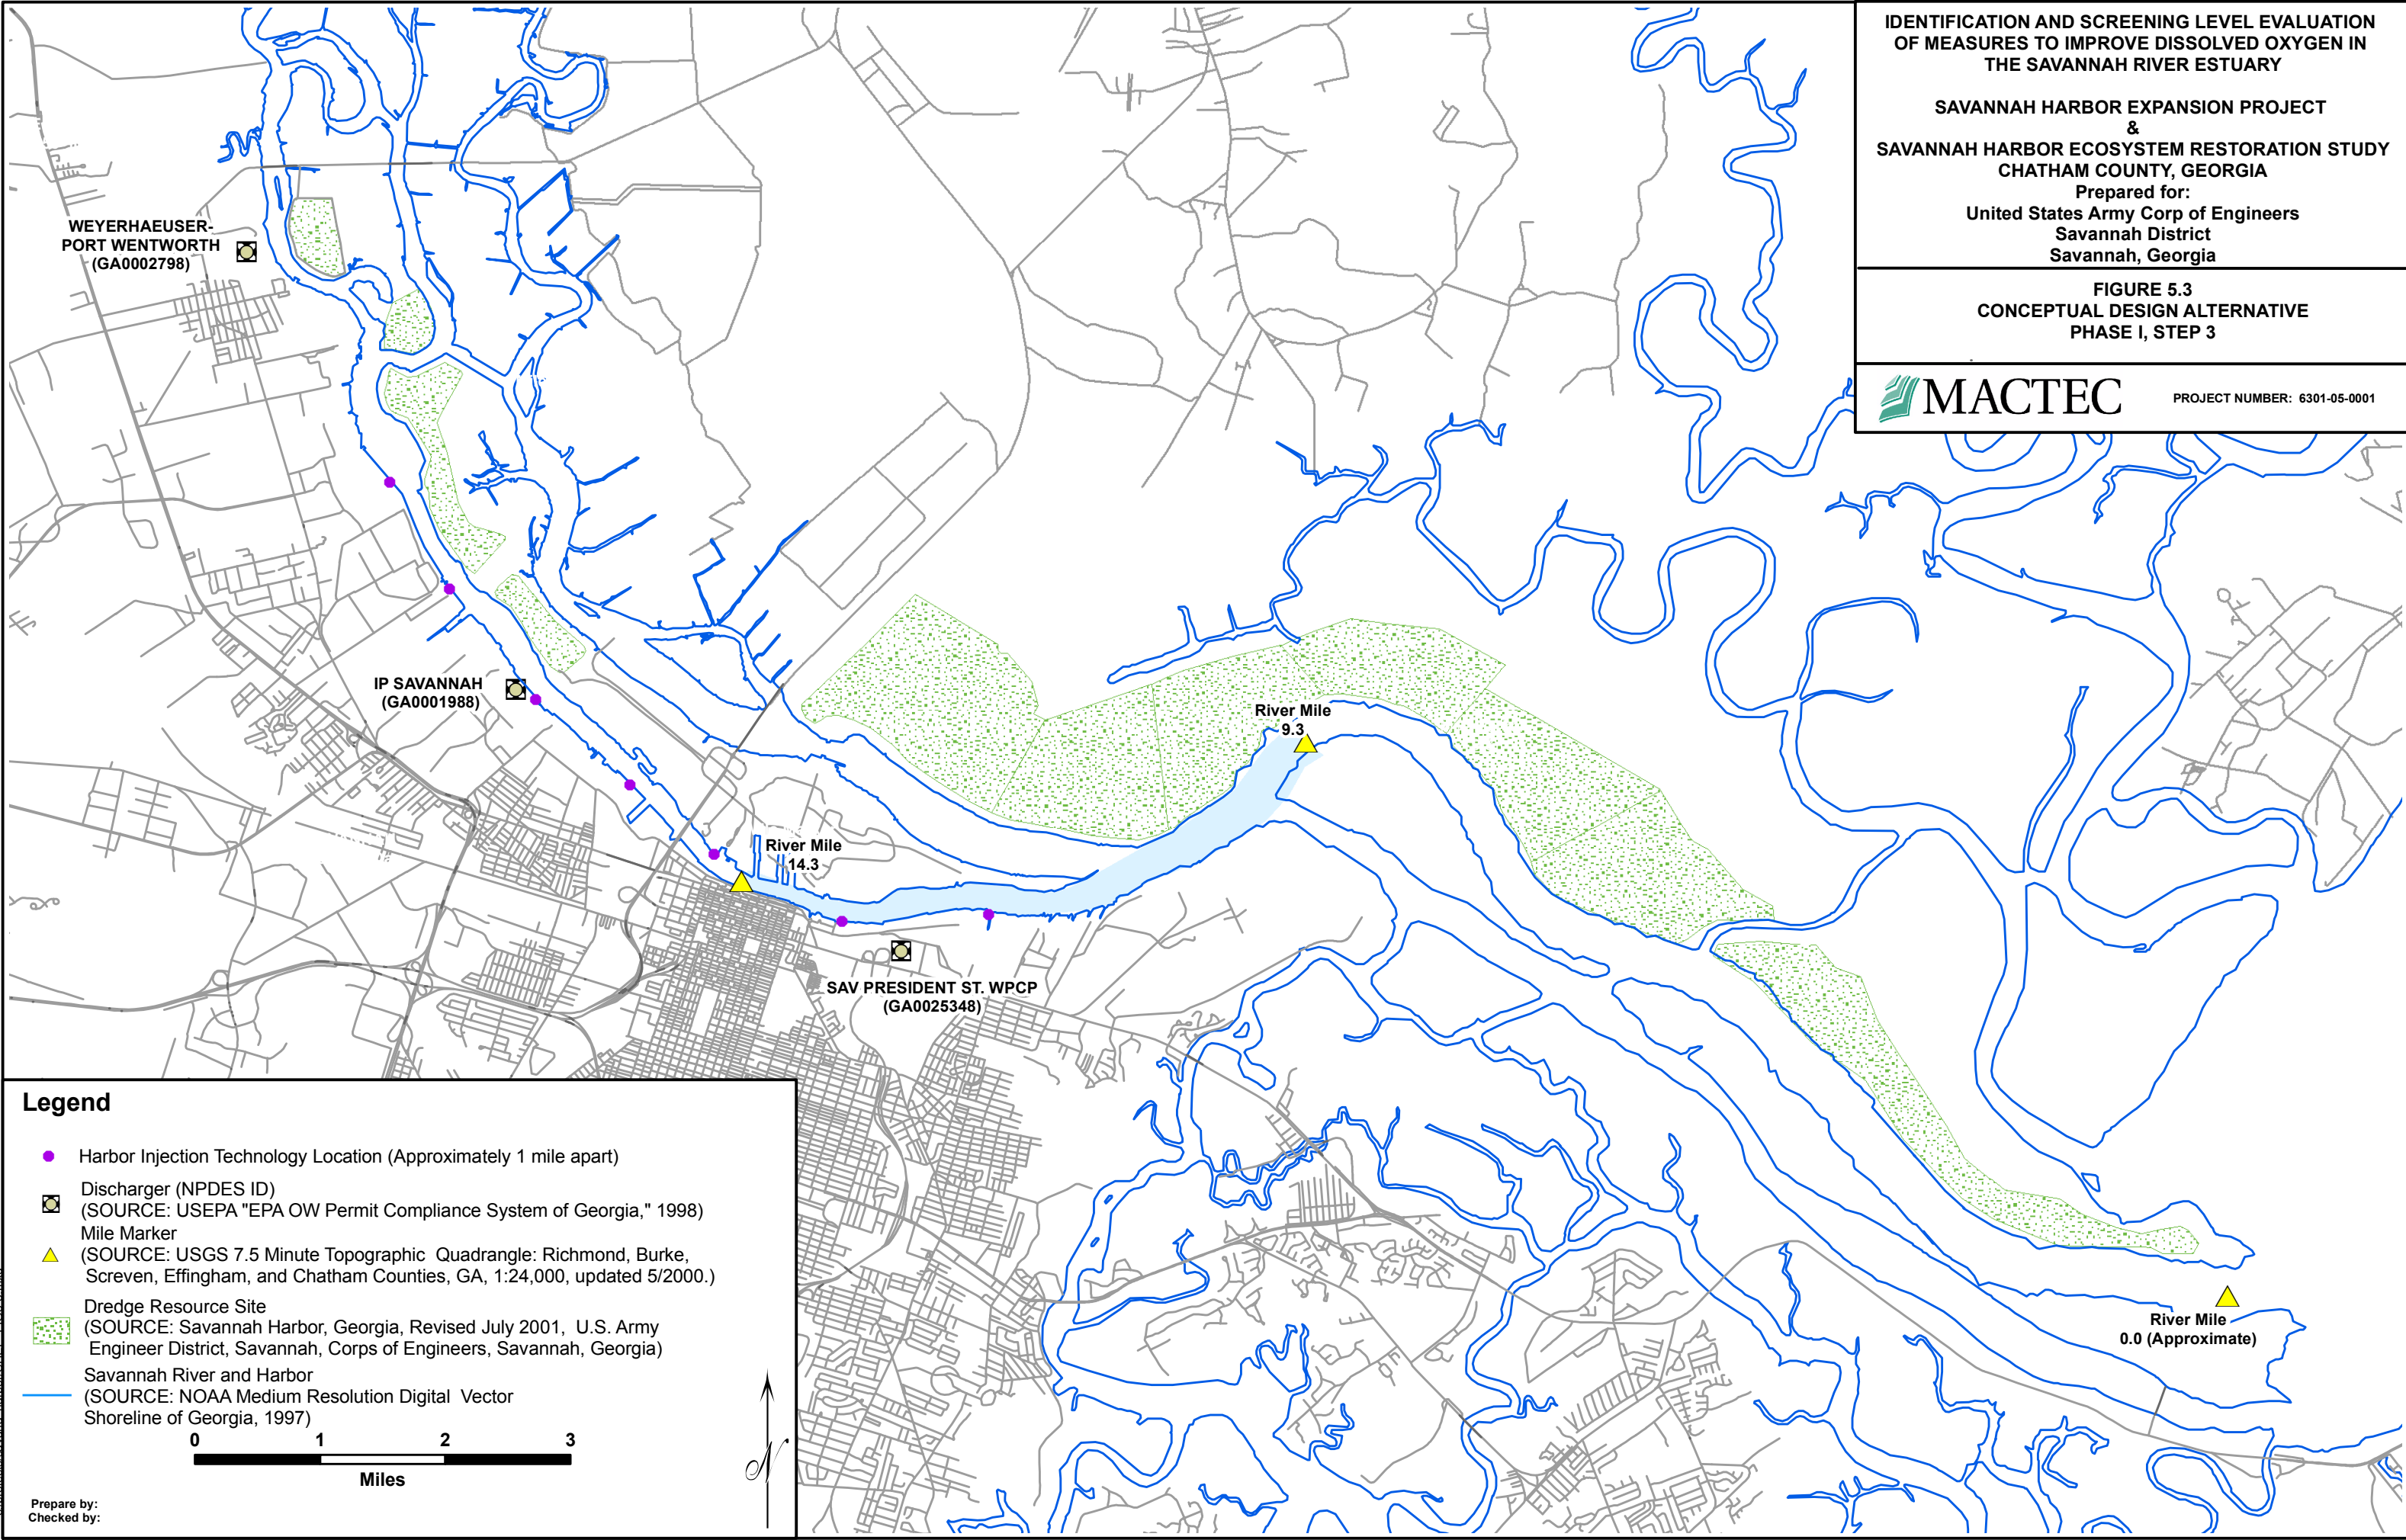 IDENTIFICATION AND SCREENING LEVEL EVALUATION
OF MEASURES TO IMPROVE DISSOLVED OXYGEN IN
THE SAVANNAH RIVER ESTUARY
SAVANNAH HARBOR EXPANSION PROJECT
&
SAVANNAH HARBOR ECOSYSTEM RESTORATION STUDY
CHATHAM COUNTY, GEORGIA
Prepared for:
United States Army Corp of Engineers
Savannah District
Savannah, Georgia
FIGURE 5.3
CONCEPTUAL DESIGN ALTERNATIVE
PHASE I, STEP 3
MACTEC
PROJECT NUMBER: 6301-05-0001
WEYERHAEUSER-
PORT WENTWORTH
(GA0002798)
IP SAVANNAH
(GA0001988)
River Mile
9.3
River Mile
14.3
SAV PRESIDENT ST. WPCP
(GA0025348)
River Mile
0.0 (Approximate)
Legend
Harbor Injection Technology Location (Approximately 1 mile apart)
Discharger (NPDES ID)
(SOURCE: USEPA "EPA OW Permit Compliance System of Georgia," 1998)
Mile Marker
(SOURCE: USGS 7.5 Minute Topographic Quadrangle: Richmond, Burke,
Screven, Effingham, and Chatham Counties, GA, 1:24,000, updated 5/2000.)
Dredge Resource Site
(SOURCE: Savannah Harbor, Georgia, Revised July 2001, U.S. Army
Engineer District, Savannah, Corps of Engineers, Savannah, Georgia)
Savannah River and Harbor
(SOURCE: NOAA Medium Resolution Digital Vector
Shoreline of Georgia, 1997)
0 1 2 3
Miles
N
Prepare by:
Checked by: